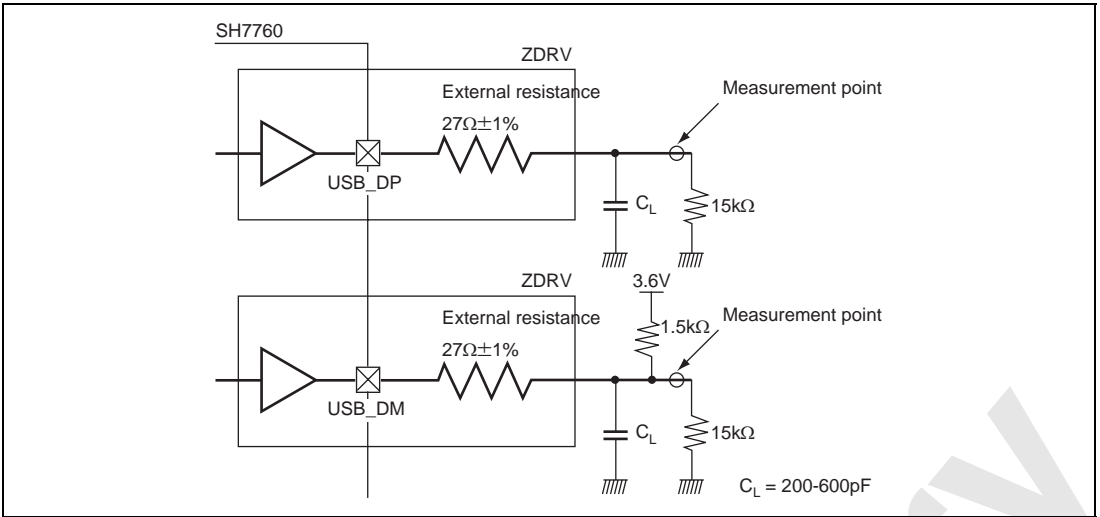 SH7760
ZDRV
External resistance
27Ω±1%
Measurement point
USB_DP
CL
15kΩ
ZDRV
3.6V
External resistance
27Ω±1%
1.5kΩ
Measurement point
USB_DM
CL
15kΩ
CL = 200-600pF